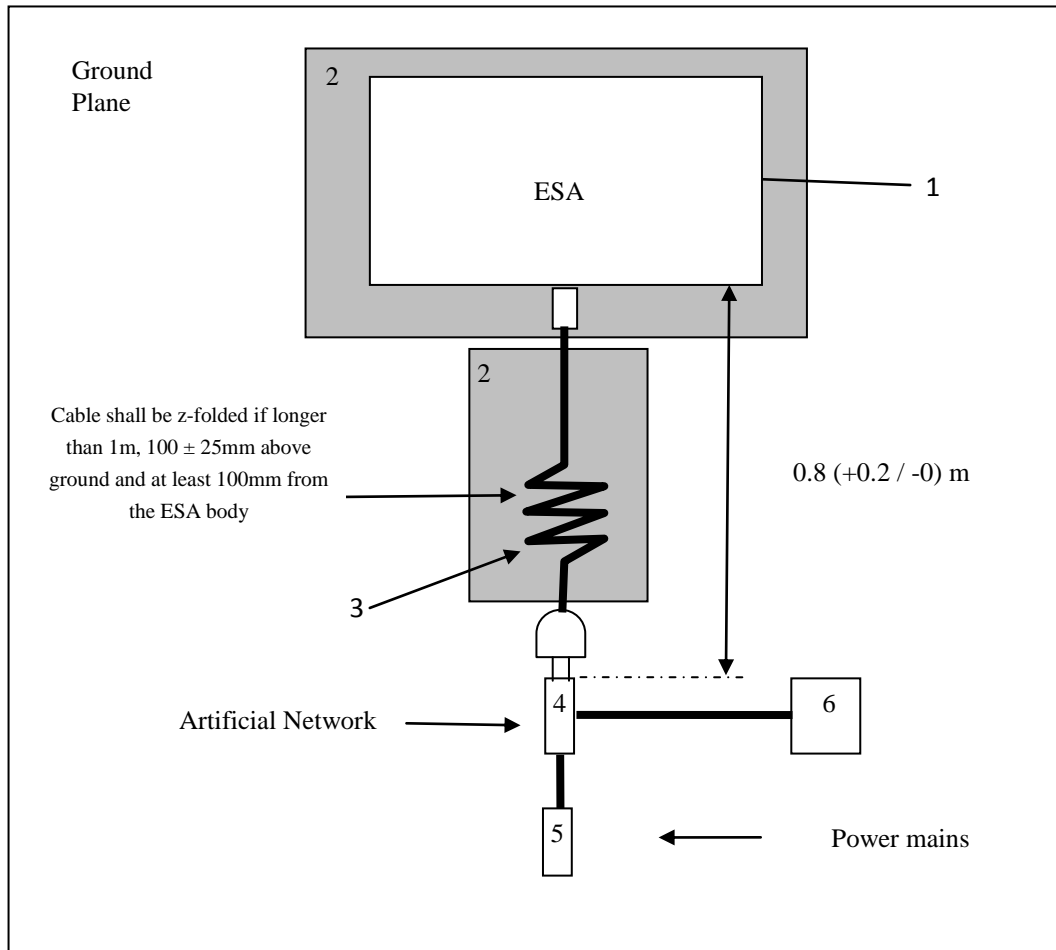 Ground
Plane
2
ESA
1
2
Cable shall be z-folded if longer
than 1m, 100 ± 25mm above
ground and at least 100mm from
the ESA body
0.8 (+0.2 / -0) m
3
4
6
Artificial Network
5
Power mains